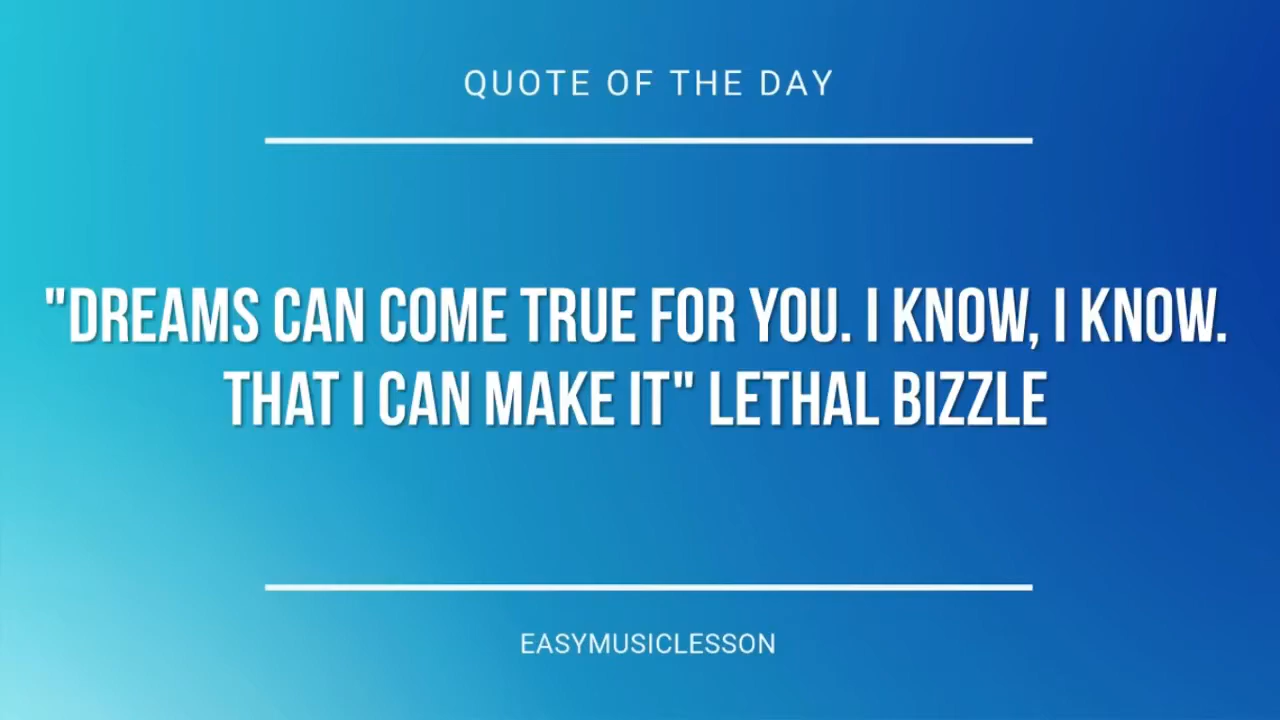 QUOTE OF THE DAY
"DREAMS CAN COME TRUE FOR YOU. I KNOW, I KNOW.
THAT I CAN MAKE IT" LETHAL BIZZLE
EASYMUSICLESSON